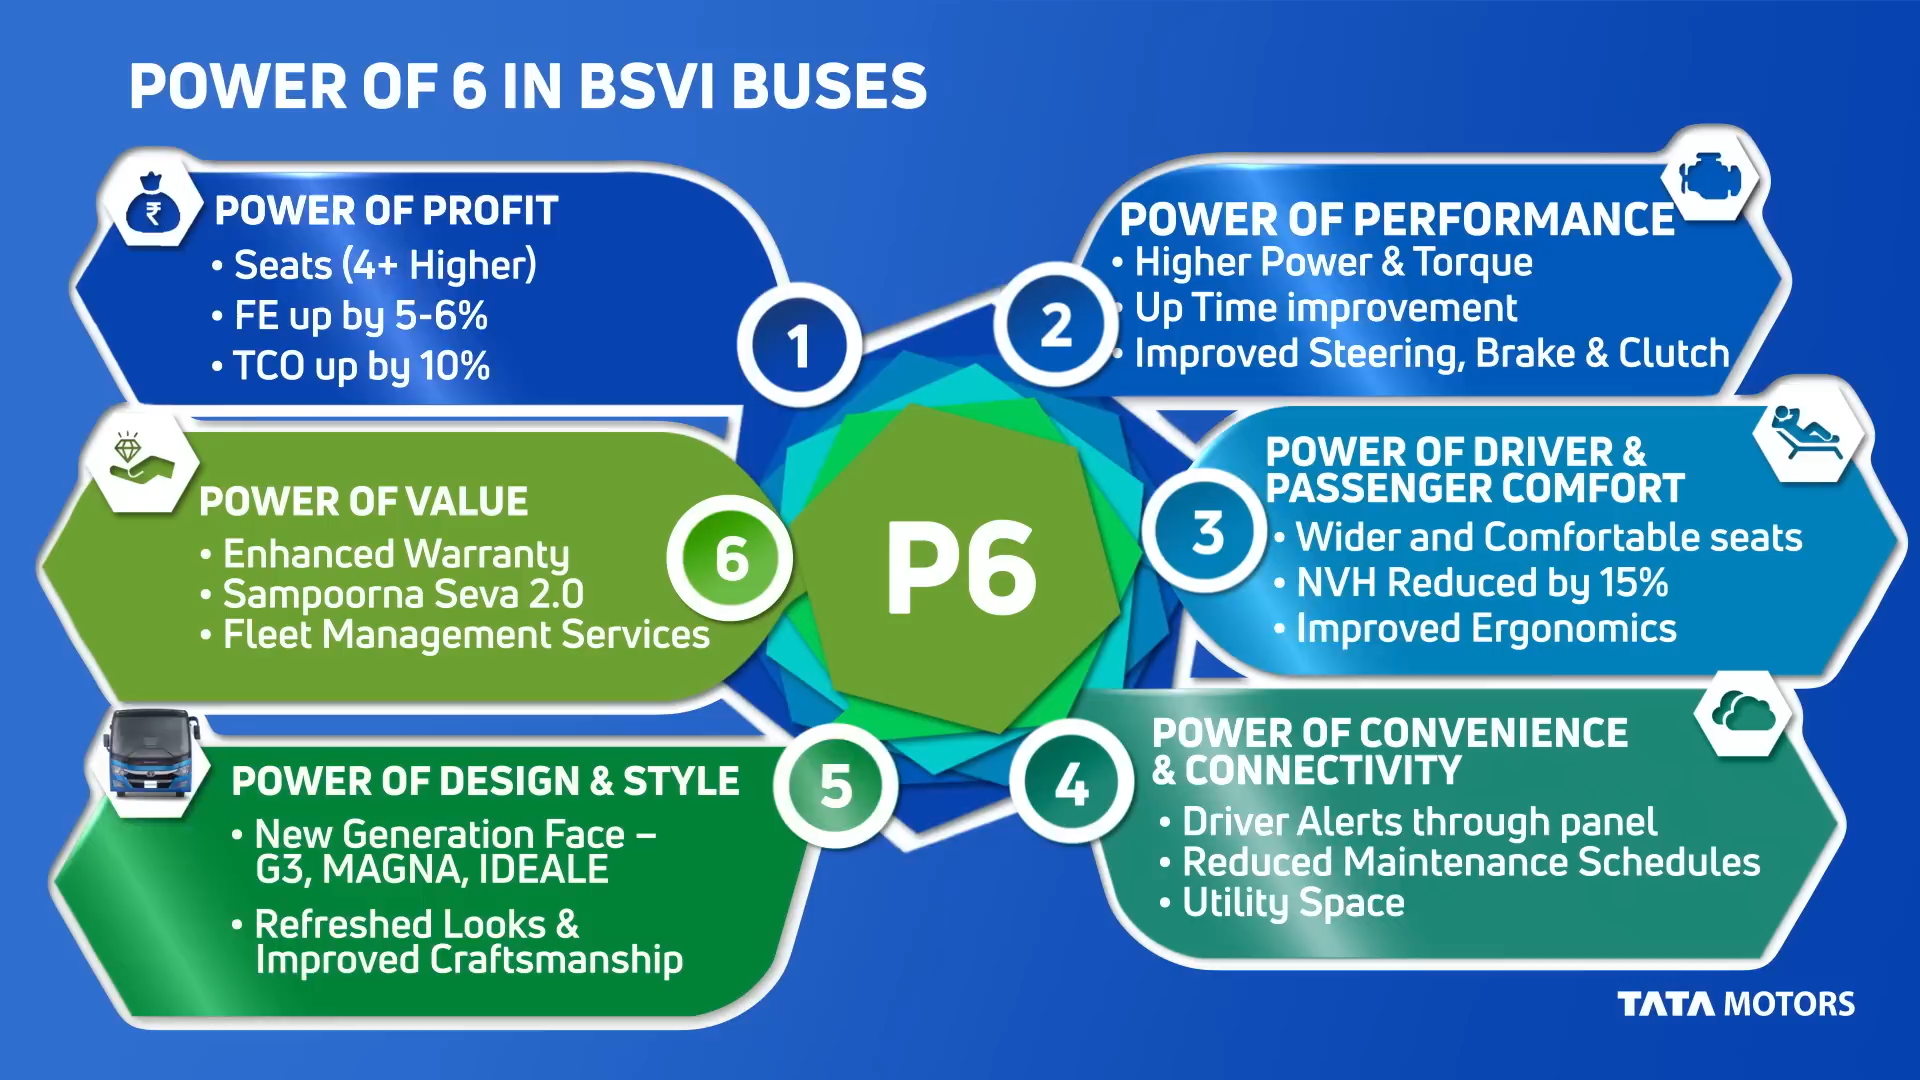 POWER OF 6 IN BSVI BUSES
₹
POWER OF PROFIT
• Seats (4+ Higher)
• FE up by 5-6%
• TCO up by 10%
1
2
POWER OF PERFORMANCE
• Higher Power & Torque
• Up Time improvement
• Improved Steering, Brake & Clutch
3
POWER OF DRIVER &
PASSENGER COMFORT
• Wider and Comfortable seats
• NVH Reduced by 15%
• Improved Ergonomics
4
POWER OF CONVENIENCE
& CONNECTIVITY
• Driver Alerts through panel
• Reduced Maintenance Schedules
• Utility Space
5
POWER OF DESIGN & STYLE
• New Generation Face –
G3, MAGNA, IDEALE
• Refreshed Looks &
Improved Craftsmanship
6
POWER OF VALUE
• Enhanced Warranty
• Sampoorna Seva 2.0
• Fleet Management Services
P6
TATA MOTORS